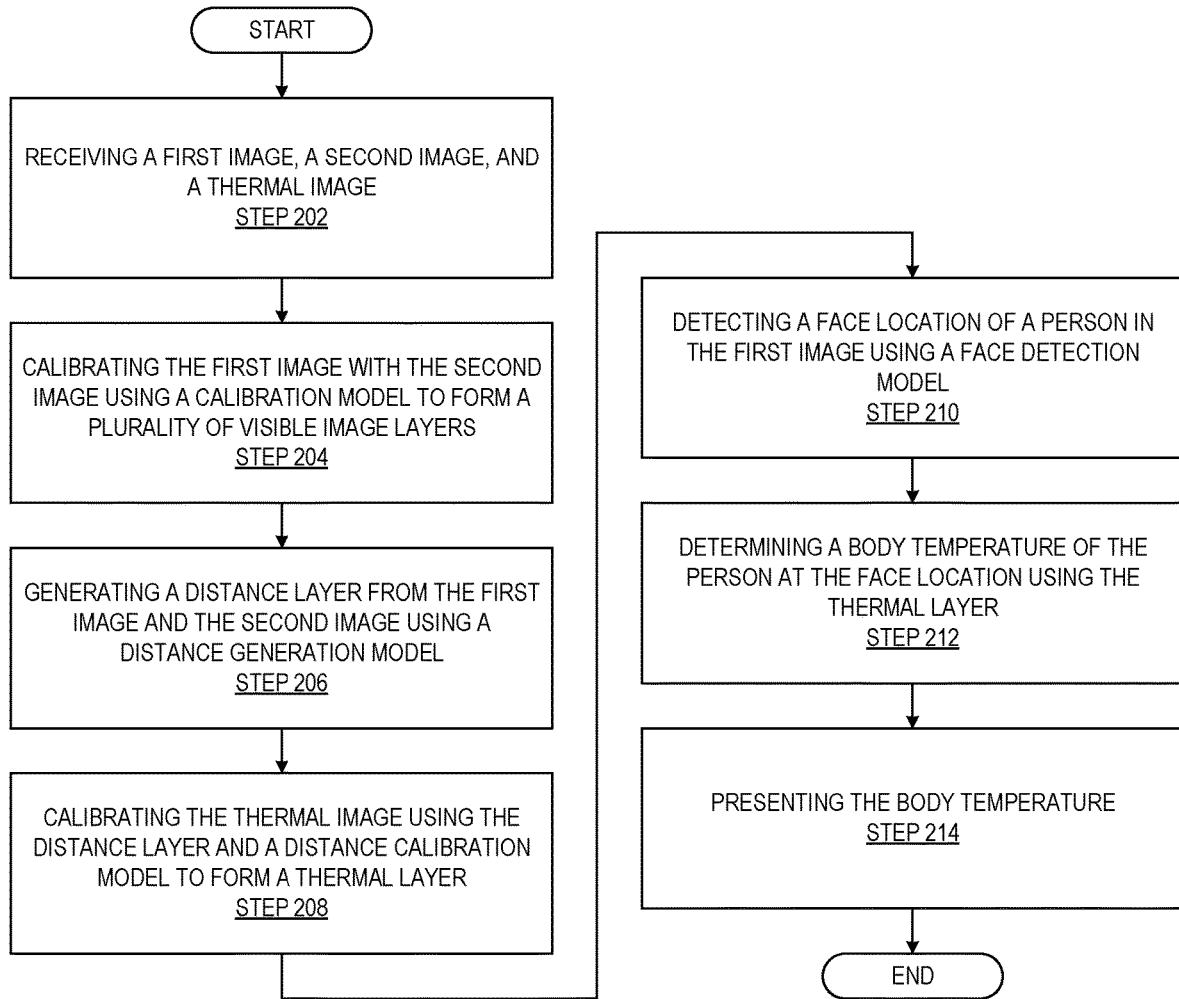 START
RECEIVING A FIRST IMAGE, A SECOND IMAGE, AND
A THERMAL IMAGE
STEP 202
CALIBRATING THE FIRST IMAGE WITH THE SECOND
IMAGE USING A CALIBRATION MODEL TO FORM A
PLURALITY OF VISIBLE IMAGE LAYERS
STEP 204
GENERATING A DISTANCE LAYER FROM THE FIRST
IMAGE AND THE SECOND IMAGE USING A
DISTANCE GENERATION MODEL
STEP 206
CALIBRATING THE THERMAL IMAGE USING THE
DISTANCE LAYER AND A DISTANCE CALIBRATION
MODEL TO FORM A THERMAL LAYER
STEP 208
DETECTING A FACE LOCATION OF A PERSON IN
THE FIRST IMAGE USING A FACE DETECTION
MODEL
STEP 210
DETERMINING A BODY TEMPERATURE OF THE
PERSON AT THE FACE LOCATION USING THE
THERMAL LAYER
STEP 212
PRESENTING THE BODY TEMPERATURE
STEP 214
END